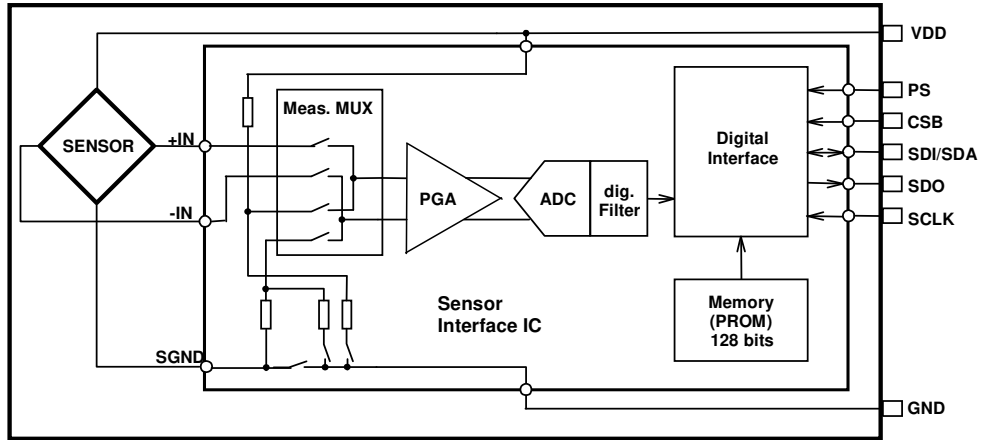 VDD
Meas. MUX
PS
SENSOR
+IN
CSB
Digital
Interface
SDI/SDA
PGA
ADC
dig.
Filter
SDO
-IN
SCLK
Sensor
Interface IC
Memory
(PROM)
128 bits
SGND
GND